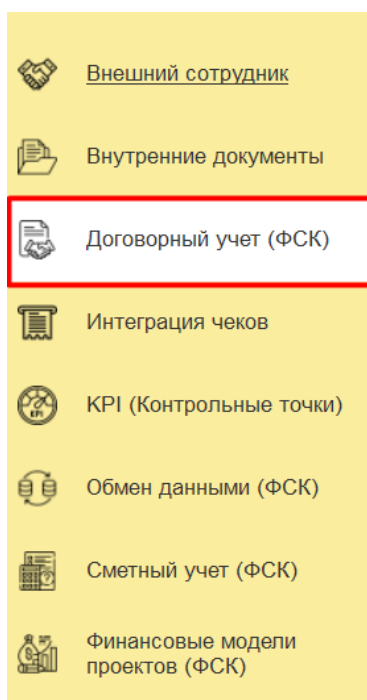 Внешний сотрудник
Внутренние документы
Договорный учет (ФСК)
Интеграция чеков
KPI
KPI (Контрольные точки)
Обмен данными (ФСК)
Сметный учет (ФСК)
Финансовые модели
проектов (ФСК)